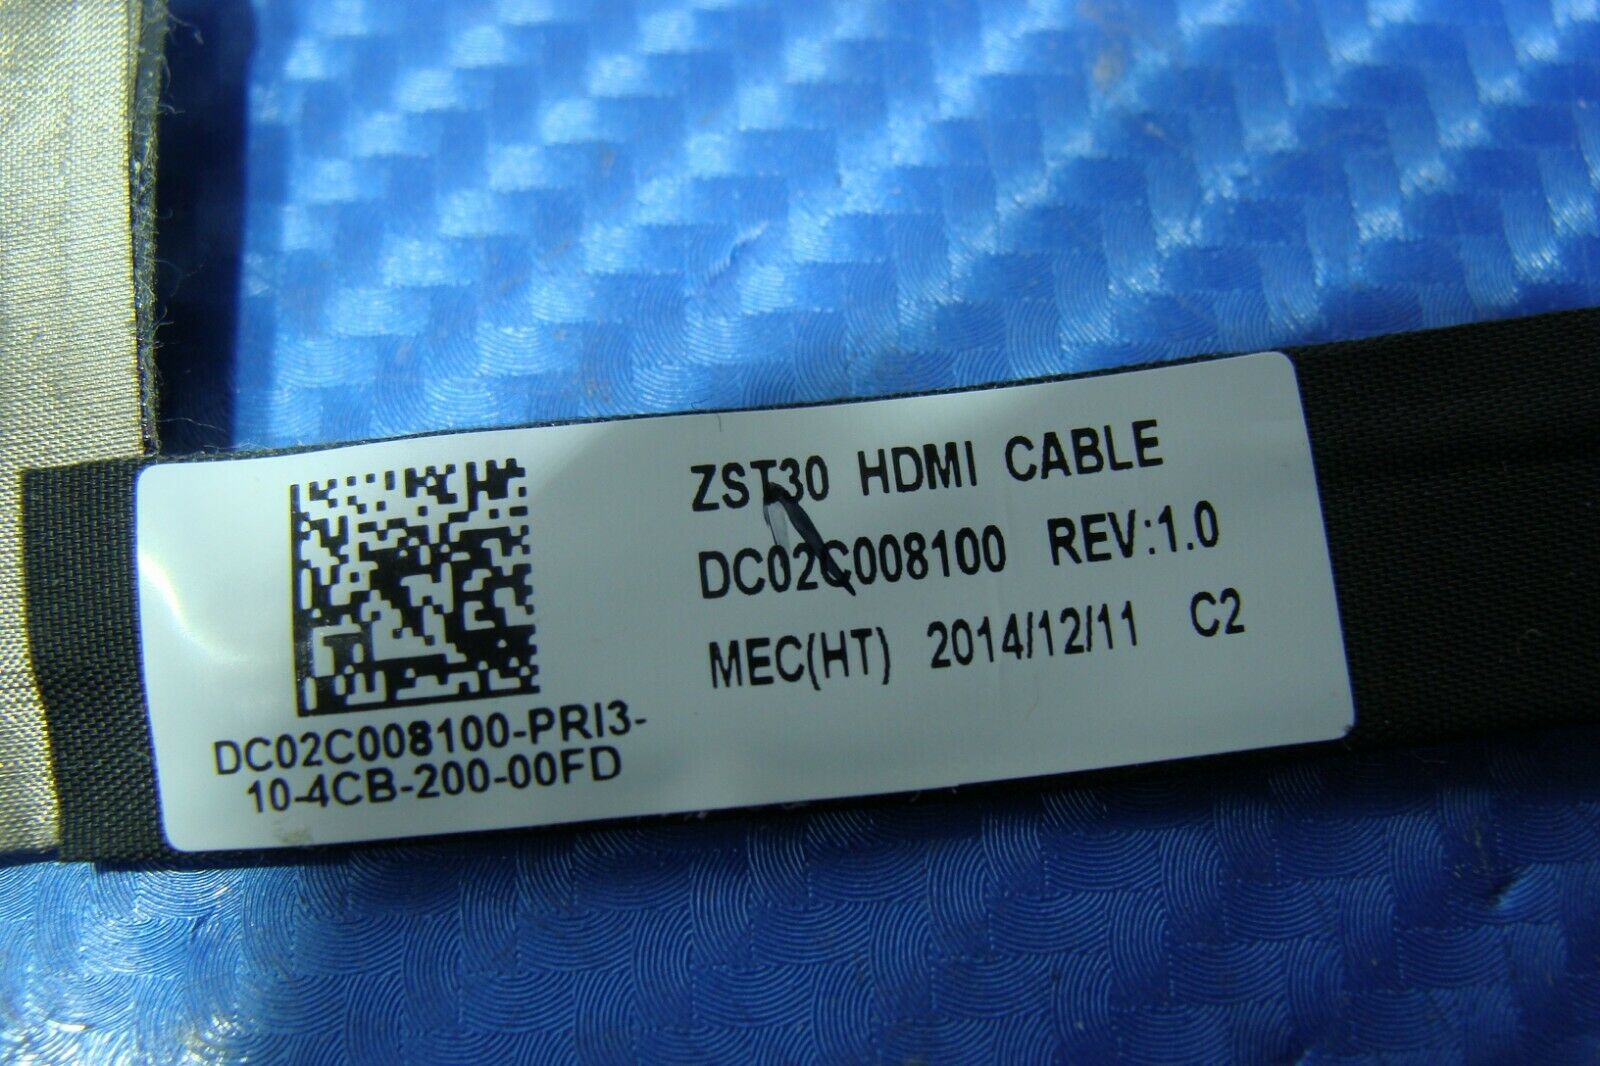 ZST30 HDMI CABLE
DC02C008100 REV:1.0
MEC(HT) 2014/12/11 C2
DC02C008100-PRI3-
10-4CB-200-00FD